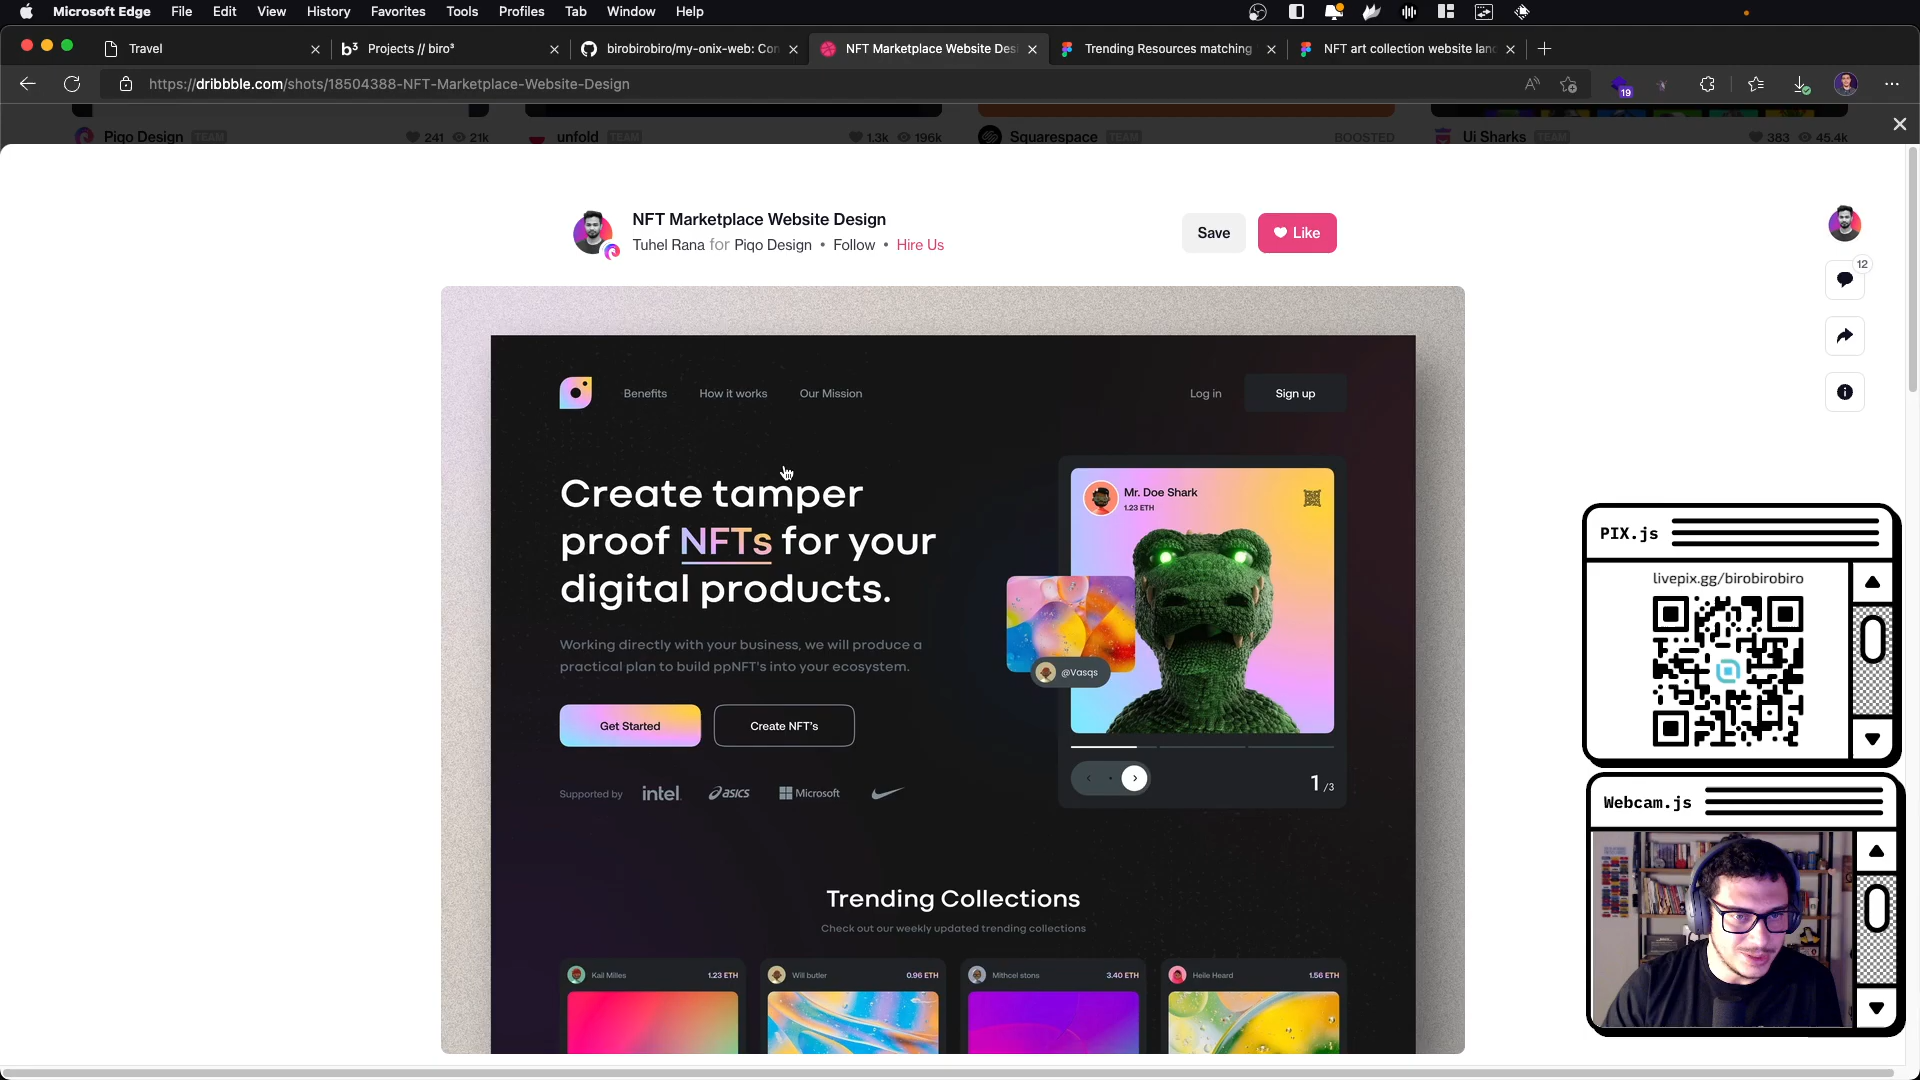 Microsoft Edge File Edit View History Favorites Tools Profiles Tab Window Help
Travel
b³ Projects // biro³
birobirobiro/my-onix-web: Con
NFT Marketplace Website Desi
Trending Resources matching
NFT art collection website lanc
https://dribbble.com/shots/18504388-NFT-Marketplace-Website-Design
19
Piqo Design TEAM 241 21k
unfold TEAM 1.3k 196k
Squarespace TEAM BOOSTED
Ui Sharks TEAM 383 45.4k
NFT Marketplace Website Design
Tuhel Rana for Piqo Design • Follow • Hire Us
Save
Like
12
Benefits How it works Our Mission
Log in Sign up
Create tamper
proof NFTs for your
digital products.
Working directly with your business, we will produce a
practical plan to build ppNFT's into your ecosystem.
Get Started
Create NFT's
Supported by intel. asics Microsoft
Mr. Doe Shark
1.23 ETH
@Vasqs
1 /3
Trending Collections
Check out our weekly updated trending collections
Kail Milles 1.23 ETH
Will butler 0.96 ETH
Mithcel stons 3.40 ETH
Helle Heard 1.56 ETH
PIX.js
livepix.gg/birobirobiro
Webcam.js